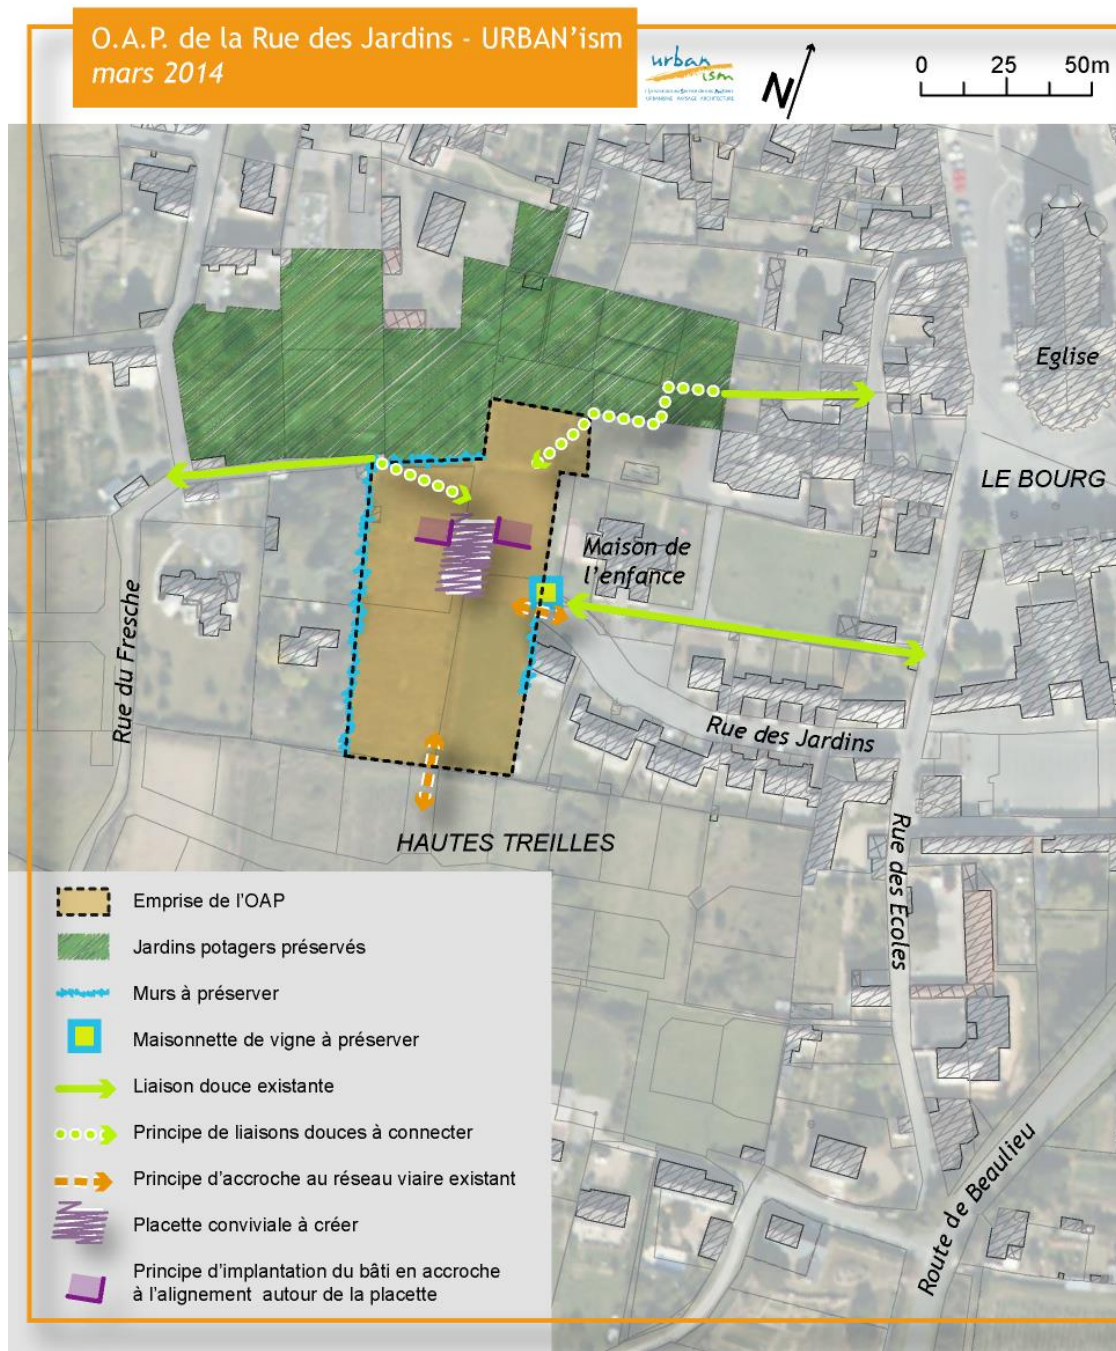 O.A.P. de la Rue des Jardins - URBAN'ism
mars 2014
urban
ism
URBANISME PAYSAGE ARCHITECTURE
N
0 25 50m
Eglise
LE BOURG
Maison de
l'enfance
Rue du Fresche
Rue des Jardins
HAUTES TREILLES
Rue des Ecoles
Route de Beaulieu
Emprise de l'OAP
Jardins potagers préservés
Murs à préserver
Maisonnette de vigne à préserver
Liaison douce existante
Principe de liaisons douces à connecter
Principe d'accroche au réseau viaire existant
Placette conviviale à créer
Principe d'implantation du bâti en accroche
à l'alignement autour de la placette